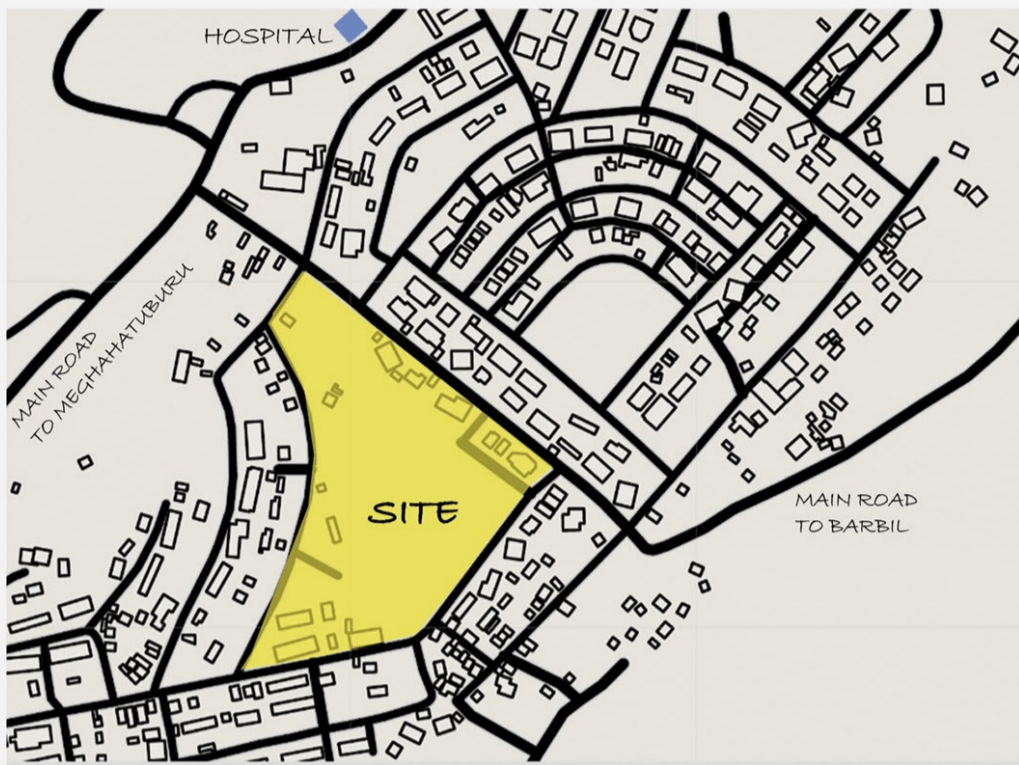 HOSPITAL
MAIN ROAD
TO MEGHAHATUBURU
SITE
MAIN ROAD
TO BARBIL